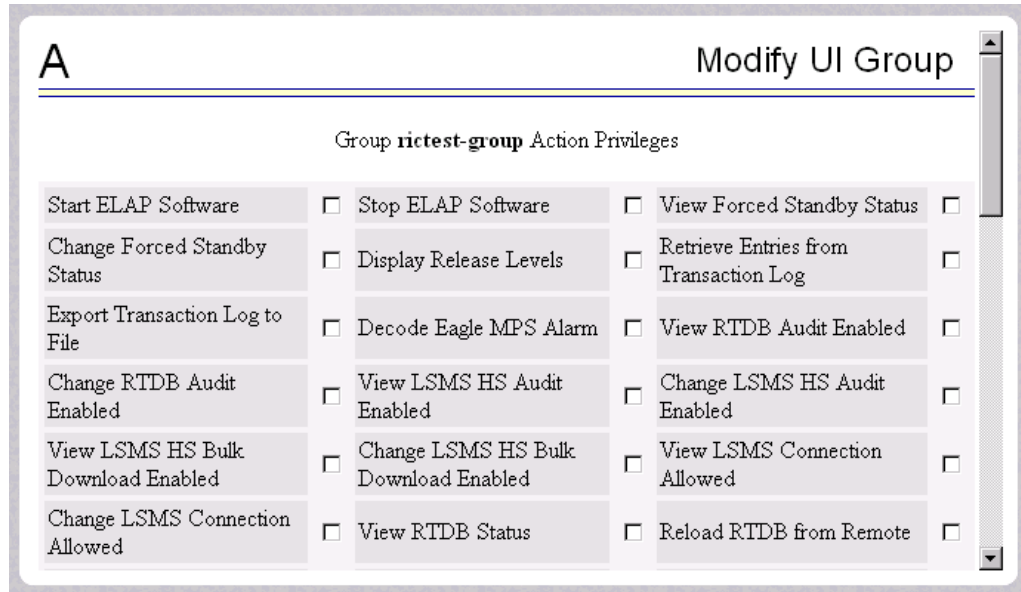 A
Modify UI Group
Group rictest-group Action Privileges
Start ELAP Software
Stop ELAP Software
View Forced Standby Status
Change Forced Standby
Status
Display Release Levels
Retrieve Entries from
Transaction Log
Export Transaction Log to
File
Decode Eagle MPS Alarm
View RTDB Audit Enabled
Change RTDB Audit
Enabled
View LSMS HS Audit
Enabled
Change LSMS HS Audit
Enabled
View LSMS HS Bulk
Download Enabled
Change LSMS HS Bulk
Download Enabled
View LSMS Connection
Allowed
Change LSMS Connection
Allowed
View RTDB Status
Reload RTDB from Remote